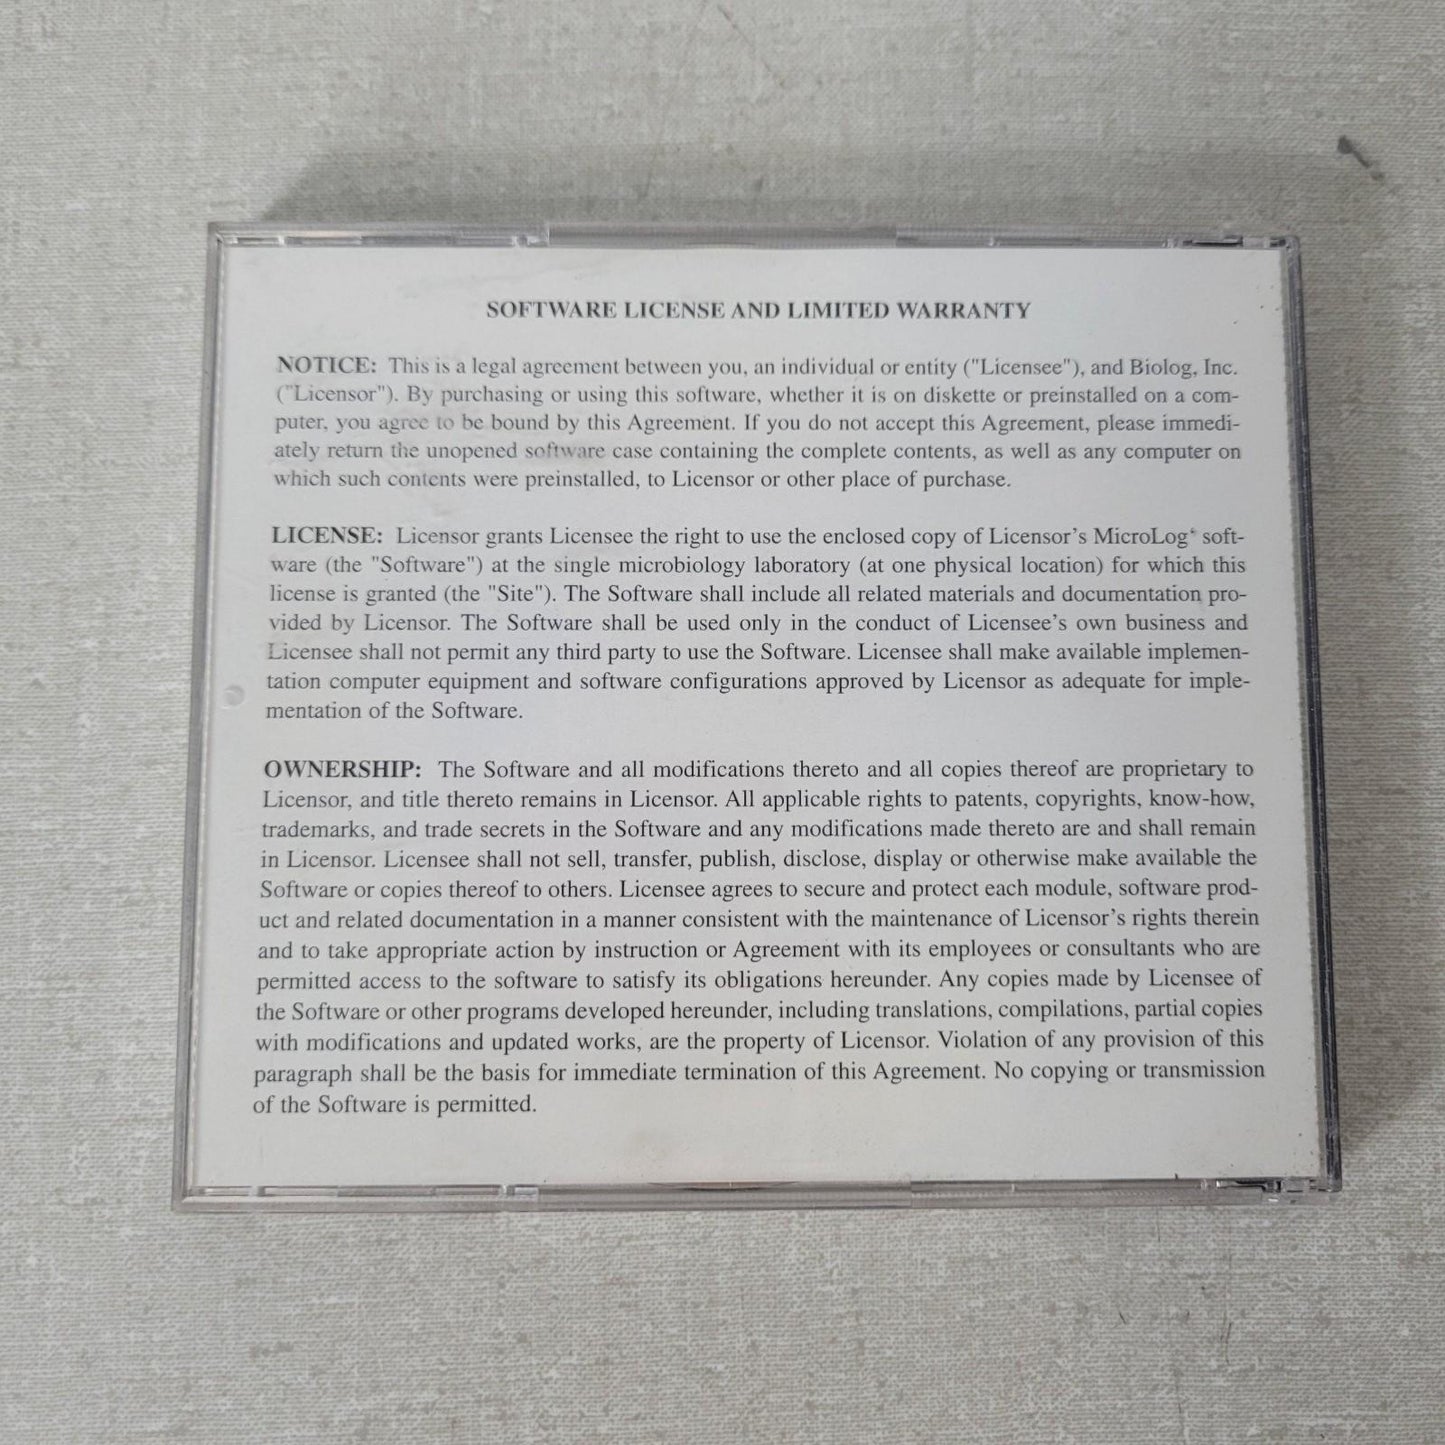 SOFTWARE LICENSE AND LIMITED WARRANTY
NOTICE: This is a legal agreement between you, an individual or entity ("Licensee"), and Biolog, Inc.
("Licensor"). By purchasing or using this software, whether it is on diskette or preinstalled on a com-
puter, you agree to be bound by this Agreement. If you do not accept this Agreement, please immedi-
ately return the unopened software case containing the complete contents, as well as any computer on
which such contents were preinstalled, to Licensor or other place of purchase.
LICENSE: Licensor grants Licensee the right to use the enclosed copy of Licensor's MicroLog* soft-
ware (the "Software") at the single microbiology laboratory (at one physical location) for which this
license is granted (the "Site"). The Software shall include all related materials and documentation pro-
vided by Licensor. The Software shall be used only in the conduct of Licensee's own business and
Licensee shall not permit any third party to use the Software. Licensee shall make available implemen-
tation computer equipment and software configurations approved by Licensor as adequate for imple-
mentation of the Software.
OWNERSHIP: The Software and all modifications thereto and all copies thereof are proprietary to
Licensor, and title thereto remains in Licensor. All applicable rights to patents, copyrights, know-how,
trademarks, and trade secrets in the Software and any modifications made thereto are and shall remain
in Licensor. Licensee shall not sell, transfer, publish, disclose, display or otherwise make available the
Software or copies thereof to others. Licensee agrees to secure and protect each module, software prod-
uct and related documentation in a manner consistent with the maintenance of Licensor's rights therein
and to take appropriate action by instruction or Agreement with its employees or consultants who are
permitted access to the software to satisfy its obligations hereunder. Any copies made by Licensee of
the Software or other programs developed hereunder, including translations, compilations, partial copies
with modifications and updated works, are the property of Licensor. Violation of any provision of this
paragraph shall be the basis for immediate termination of this Agreement. No copying or transmission
of the Software is permitted.